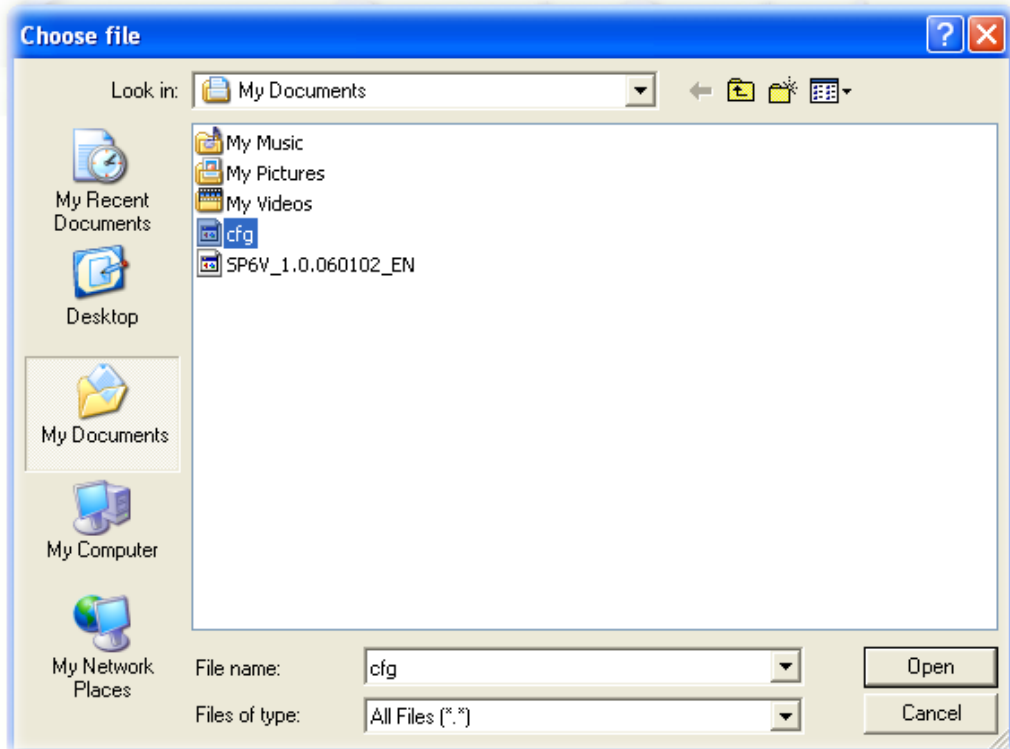 Choose file
Look in:
My Documents
My Recent
Documents
Desktop
My Documents
My Computer
My Network
Places
My Music
My Pictures
My Videos
cfg
SP6V_1.0.060102_EN
File name:
cfg
Open
Files of type:
All Files (*.*)
Cancel